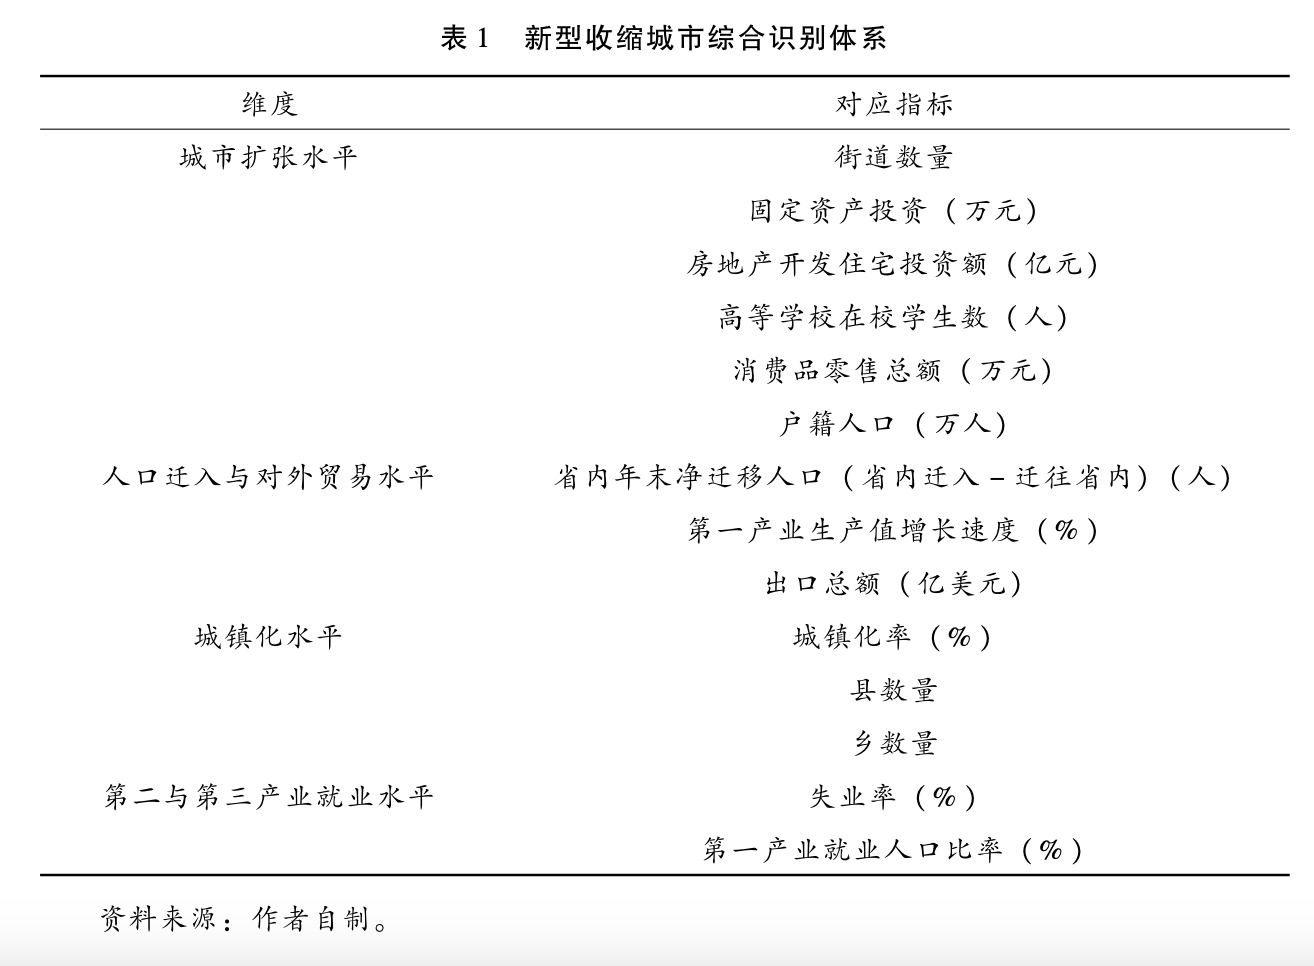 表1 新型收缩城市综合识别体系
维度 对应指标
城市扩张水平 街道数量
固定资产投资（万元）
房地产开发住宅投资额（亿元）
高等学校在校学生数（人）
消费品零售总额（万元）
户籍人口（万人）
人口迁入与对外贸易水平 省内年末净迁移人口（省内迁入－迁往省内）（人）
第一产业生产值增长速度（%）
出口总额（亿美元）
城镇化水平 城镇化率（%）
县数量
乡数量
第二与第三产业就业水平 失业率（%）
第一产业就业人口比率（%）
资料来源：作者自制。